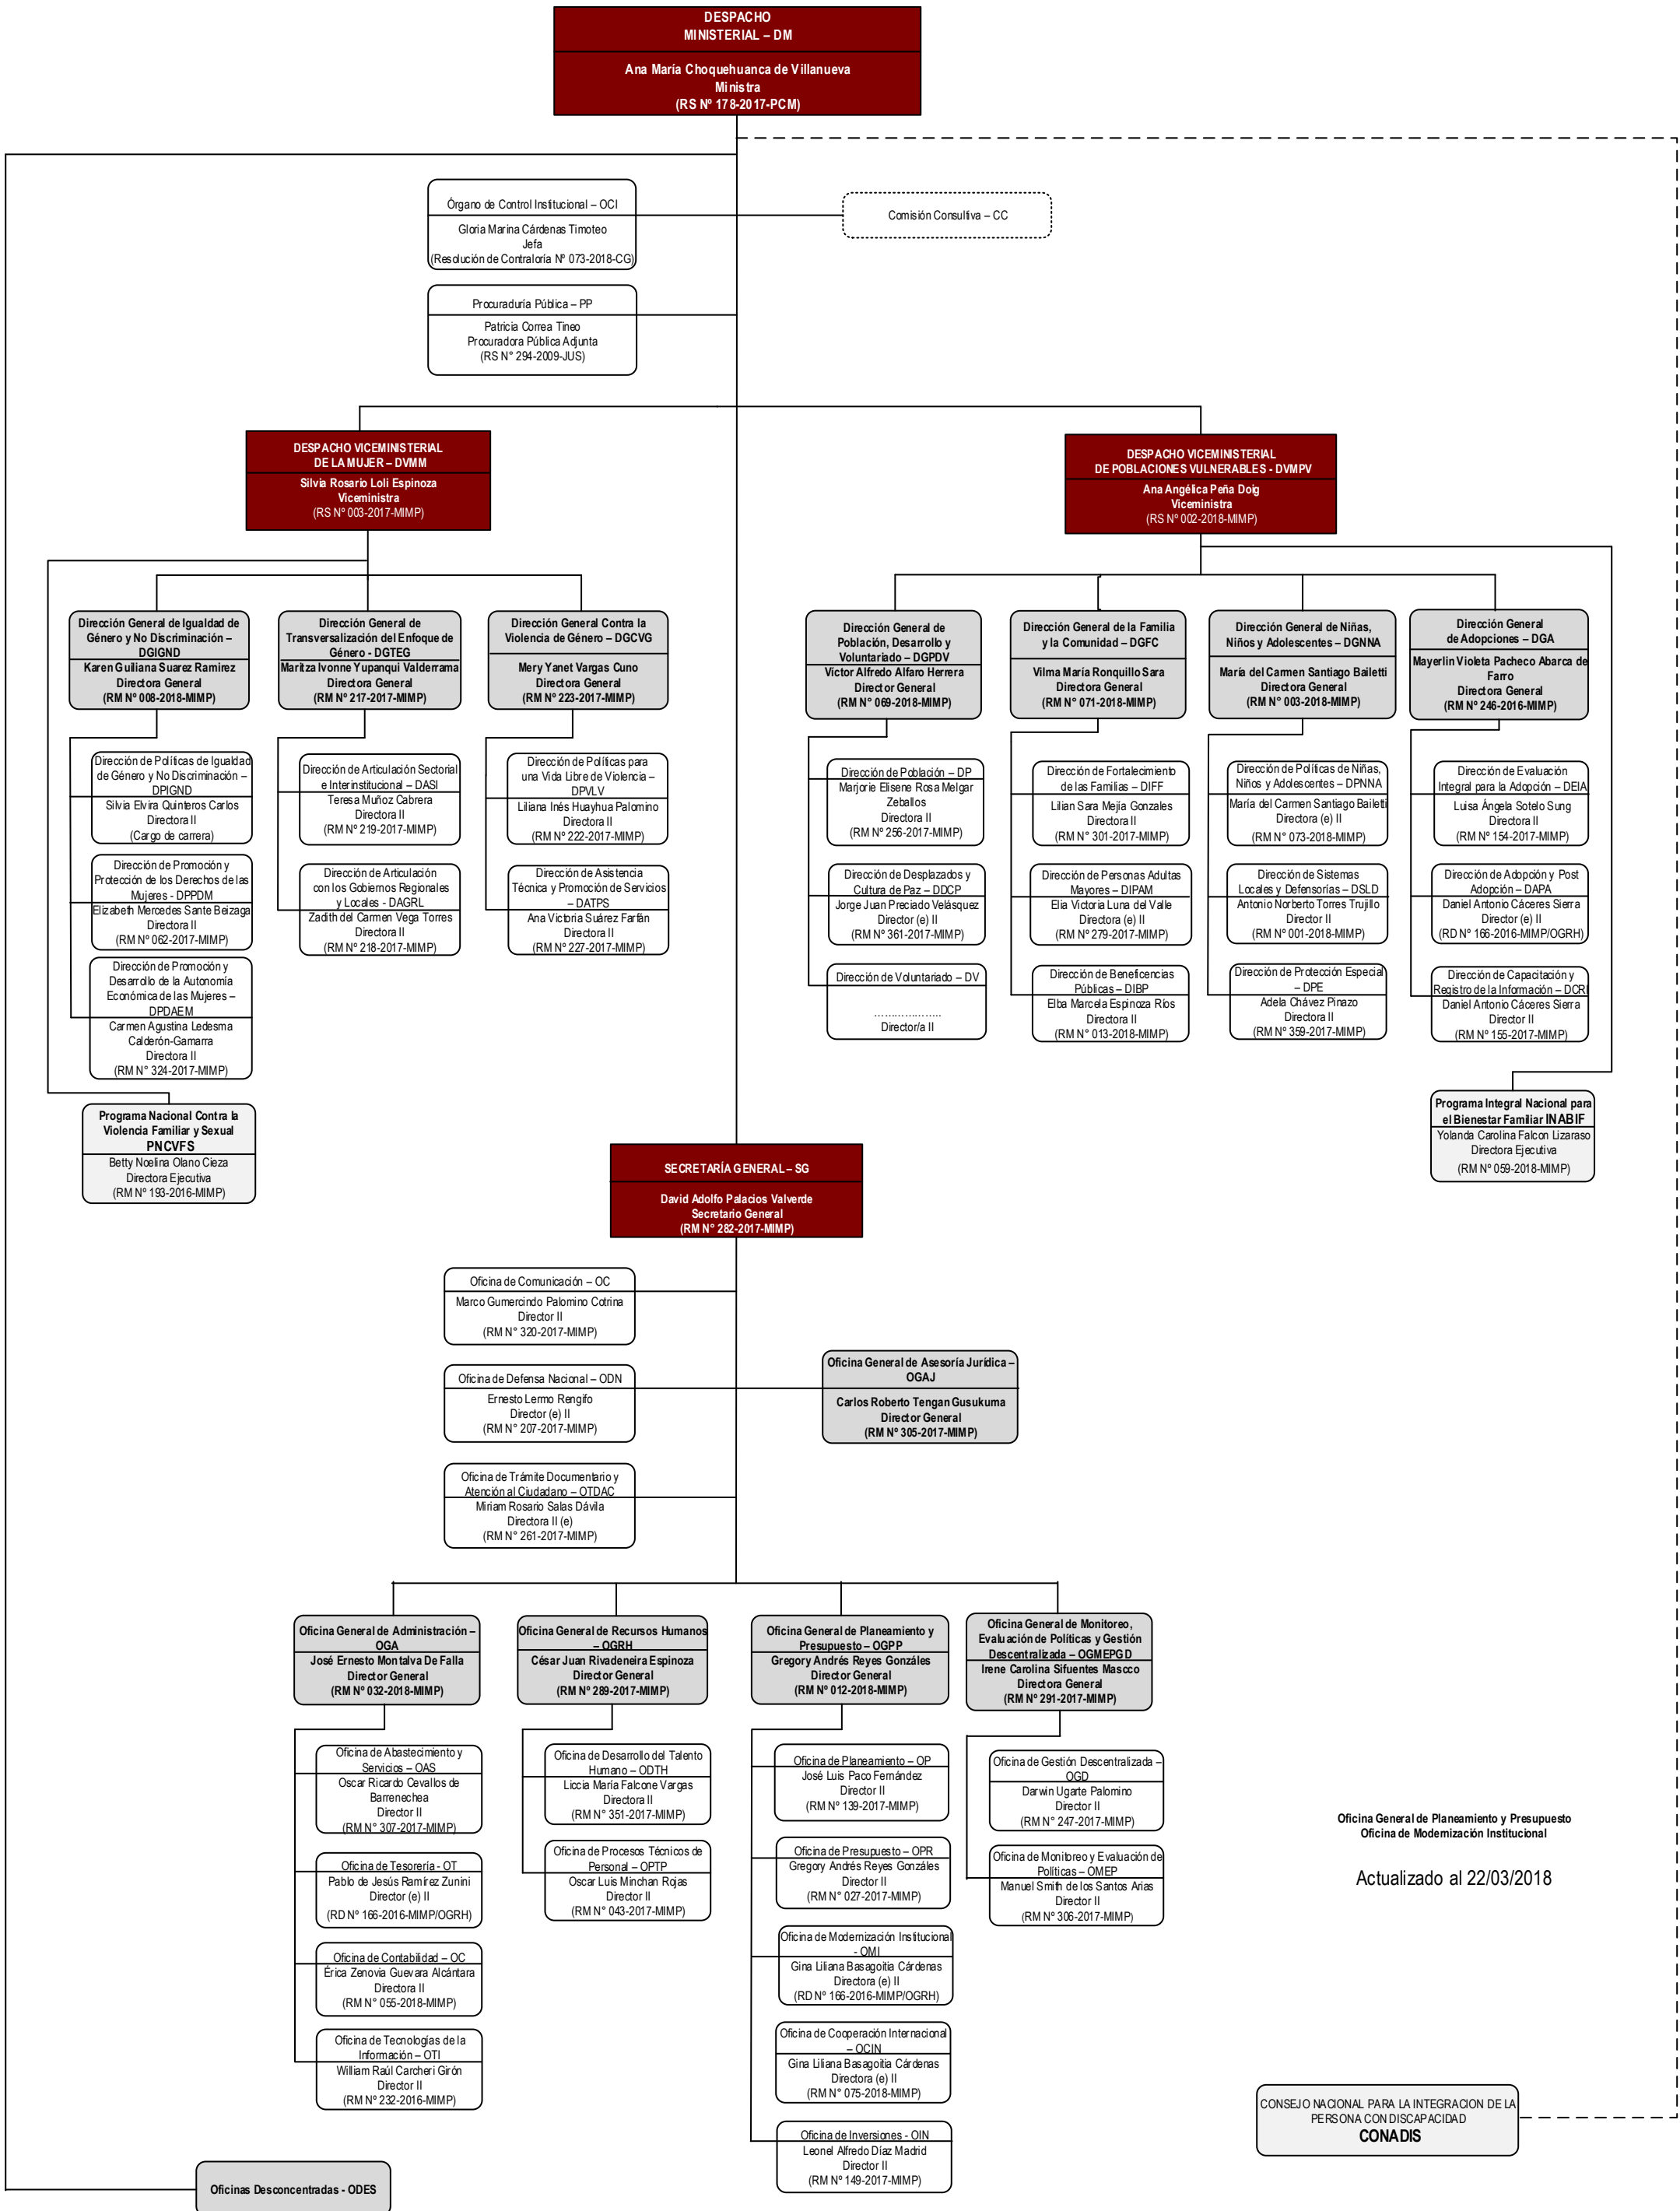 DESPACHO
MINISTERIAL – DM
Ana María Choquehuanca de Villanueva
Ministra
(RS Nº 178-2017-PCM)
Órgano de Control Institucional – OCI
Gloria Marina Cárdenas Timoteo
Jefa
(Resolución de Contraloría Nº 073-2018-CG)
Comisión Consultiva – CC
Procuraduría Pública – PP
Patricia Correa Tineo
Procuradora Pública Adjunta
(RS N° 294-2009-JUS)
DESPACHO VICEMINISTERIAL
DE LA MUJER – DVMM
Silvia Rosario Loli Espinoza
Viceministra
(RS Nº 003-2017-MIMP)
DESPACHO VICEMINISTERIAL
DE POBLACIONES VULNERABLES - DVMPV
Ana Angélica Peña Doig
Viceministra
(RS Nº 002-2018-MIMP)
Dirección General de Igualdad de
Género y No Discriminación –
DGIGND
Karen Guiliana Suarez Ramirez
Directora General
(RM Nº 008-2018-MIMP)
Dirección General de
Transversalización del Enfoque de
Género - DGTEG
Maritza Ivonne Yupanqui Valderrama
Directora General
(RM Nº 217-2017-MIMP)
Dirección General Contra la
Violencia de Género – DGCVG
Mery Yanet Vargas Cuno
Directora General
(RM Nº 223-2017-MIMP)
Dirección General de
Población, Desarrollo y
Voluntariado – DGPDV
Victor Alfredo Alfaro Herrera
Director General
(RM N° 069-2018-MIMP)
Dirección General de la Familia
y la Comunidad – DGFC
Vilma María Ronquillo Sara
Directora General
(RM N° 071-2018-MIMP)
Dirección General de Niñas,
Niños y Adolescentes – DGNNA
María del Carmen Santiago Bailetti
Directora General
(RM N° 003-2018-MIMP)
Dirección General
de Adopciones – DGA
Mayerlin Violeta Pacheco Abarca de
Farro
Directora General
(RM N° 246-2016-MIMP)
Dirección de Políticas de Igualdad
de Género y No Discriminación –
DPIGND
Silvia Elvira Quinteros Carlos
Directora II
(Cargo de carrera)
Dirección de Articulación Sectorial
e Interinstitucional – DASI
Teresa Muñoz Cabrera
Directora II
(RM N° 219-2017-MIMP)
Dirección de Políticas para
una Vida Libre de Violencia –
DPVLV
Liliana Inés Huayhua Palomino
Directora II
(RM N° 222-2017-MIMP)
Dirección de Población – DP
Marjorie Elisene Rosa Melgar
Zeballos
Directora II
(RM N° 256-2017-MIMP)
Dirección de Fortalecimiento
de las Familias – DIFF
Lilian Sara Mejía Gonzales
Directora II
(RM N° 301-2017-MIMP)
Dirección de Políticas de Niñas,
Niños y Adolescentes – DPNNA
María del Carmen Santiago Bailetti
Directora (e) II
(RM Nº 073-2018-MIMP)
Dirección de Evaluación
Integral para la Adopción – DEIA
Luisa Ángela Sotelo Sung
Directora II
(RM N° 154-2017-MIMP)
Dirección de Promoción y
Protección de los Derechos de las
Mujeres - DPPDM
Elizabeth Mercedes Sante Beizaga
Directora II
(RM N° 062-2017-MIMP)
Dirección de Articulación
con los Gobiernos Regionales
y Locales - DAGRL
Zadith del Carmen Vega Torres
Directora II
(RM N° 218-2017-MIMP)
Dirección de Asistencia
Técnica y Promoción de Servicios
– DATPS
Ana Victoria Suárez Farfán
Directora II
(RM N° 227-2017-MIMP)
Dirección de Desplazados y
Cultura de Paz – DDCP
Jorge Juan Preciado Velásquez
Director (e) II
(RM Nº 361-2017-MIMP)
Dirección de Personas Adultas
Mayores – DIPAM
Elia Victoria Luna del Valle
Directora (e) II
(RM N° 279-2017-MIMP)
Dirección de Sistemas
Locales y Defensorías – DSLD
Antonio Norberto Torres Trujillo
Director II
(RM N° 001-2018-MIMP)
Dirección de Adopción y Post
Adopción – DAPA
Daniel Antonio Cáceres Sierra
Director (e) II
(RD N° 166-2016-MIMP/OGRH)
Dirección de Promoción y
Desarrollo de la Autonomía
Económica de las Mujeres –
DPDAEM
Carmen Agustina Ledesma
Calderón-Gamarra
Directora II
(RM N° 324-2017-MIMP)
Dirección de Voluntariado – DV
..................
Director/a II
Dirección de Beneficencias
Públicas – DIBP
Elba Marcela Espinoza Ríos
Directora II
(RM N° 013-2018-MIMP)
Dirección de Protección Especial
– DPE
Adela Chávez Pinazo
Directora II
(RM N° 359-2017-MIMP)
Dirección de Capacitación y
Registro de la Información – DCRI
Daniel Antonio Cáceres Sierra
Director II
(RM N° 155-2017-MIMP)
Programa Nacional Contra la
Violencia Familiar y Sexual
PNCVFS
Betty Noelina Olano Cieza
Directora Ejecutiva
(RM N° 193-2016-MIMP)
Programa Integral Nacional para
el Bienestar Familiar INABIF
Yolanda Carolina Falcon Lizaraso
Directora Ejecutiva
(RM N° 059-2018-MIMP)
SECRETARÍA GENERAL – SG
David Adolfo Palacios Valverde
Secretario General
(RM N° 282-2017-MIMP)
Oficina de Comunicación – OC
Marco Gumercindo Palomino Cotrina
Director II
(RM N° 320-2017-MIMP)
Oficina de Defensa Nacional – ODN
Ernesto Lermo Rengifo
Director (e) II
(RM N° 207-2017-MIMP)
Oficina General de Asesoría Jurídica –
OGAJ
Carlos Roberto Tengan Gusukuma
Director General
(RM Nº 305-2017-MIMP)
Oficina de Trámite Documentario y
Atención al Ciudadano – OTDAC
Miriam Rosario Salas Dávila
Directora II (e)
(RM N° 261-2017-MIMP)
Oficina General de Administración –
OGA
José Ernesto Montalva De Falla
Director General
(RM Nº 032-2018-MIMP)
Oficina General de Recursos Humanos
– OGRH
César Juan Rivadeneira Espinoza
Director General
(RM Nº 289-2017-MIMP)
Oficina General de Planeamiento y
Presupuesto – OGPP
Gregory Andrés Reyes Gonzáles
Director General
(RM Nº 012-2018-MIMP)
Oficina General de Monitoreo,
Evaluación de Políticas y Gestión
Descentralizada – OGMEPGD
Irene Carolina Sifuentes Mascco
Directora General
(RM Nº 291-2017-MIMP)
Oficina de Abastecimiento y
Servicios – OAS
Oscar Ricardo Cevallos de
Barrenechea
Director II
(RM N° 307-2017-MIMP)
Oficina de Desarrollo del Talento
Humano – ODTH
Liccia María Falcone Vargas
Directora II
(RM N° 351-2017-MIMP)
Oficina de Planeamiento – OP
José Luis Paco Fernández
Director II
(RM Nº 139-2017-MIMP)
Oficina de Gestión Descentralizada –
OGD
Darwin Ugarte Palomino
Director II
(RM N° 247-2017-MIMP)
Oficina de Tesorería - OT
Pablo de Jesús Ramírez Zunini
Director (e) II
(RD Nº 166-2016-MIMP/OGRH)
Oficina de Procesos Técnicos de
Personal – OPTP
Oscar Luis Minchan Rojas
Director II
(RM N° 043-2017-MIMP)
Oficina de Presupuesto – OPR
Gregory Andrés Reyes Gonzáles
Director II
(RM N° 027-2017-MIMP)
Oficina de Monitoreo y Evaluación de
Políticas – OMEP
Manuel Smith de los Santos Arias
Director II
(RM N° 306-2017-MIMP)
Oficina General de Planeamiento y Presupuesto
Oficina de Modernización Institucional
Actualizado al 22/03/2018
Oficina de Contabilidad – OC
Érica Zenovia Guevara Alcántara
Directora II
(RM N° 055-2018-MIMP)
Oficina de Modernización Institucional
- OMI
Gina Liliana Basagoitia Cárdenas
Directora (e) II
(RD N° 166-2016-MIMP/OGRH)
Oficina de Tecnologías de la
Información – OTI
William Raúl Carcheri Girón
Director II
(RM Nº 232-2016-MIMP)
Oficina de Cooperación Internacional
– OCIN
Gina Liliana Basagoitia Cárdenas
Directora (e) II
(RM N° 075-2018-MIMP)
Oficina de Inversiones - OIN
Leonel Alfredo Díaz Madrid
Director II
(RM N° 149-2017-MIMP)
CONSEJO NACIONAL PARA LA INTEGRACION DE LA
PERSONA CON DISCAPACIDAD
CONADIS
Oficinas Desconcentradas - ODES